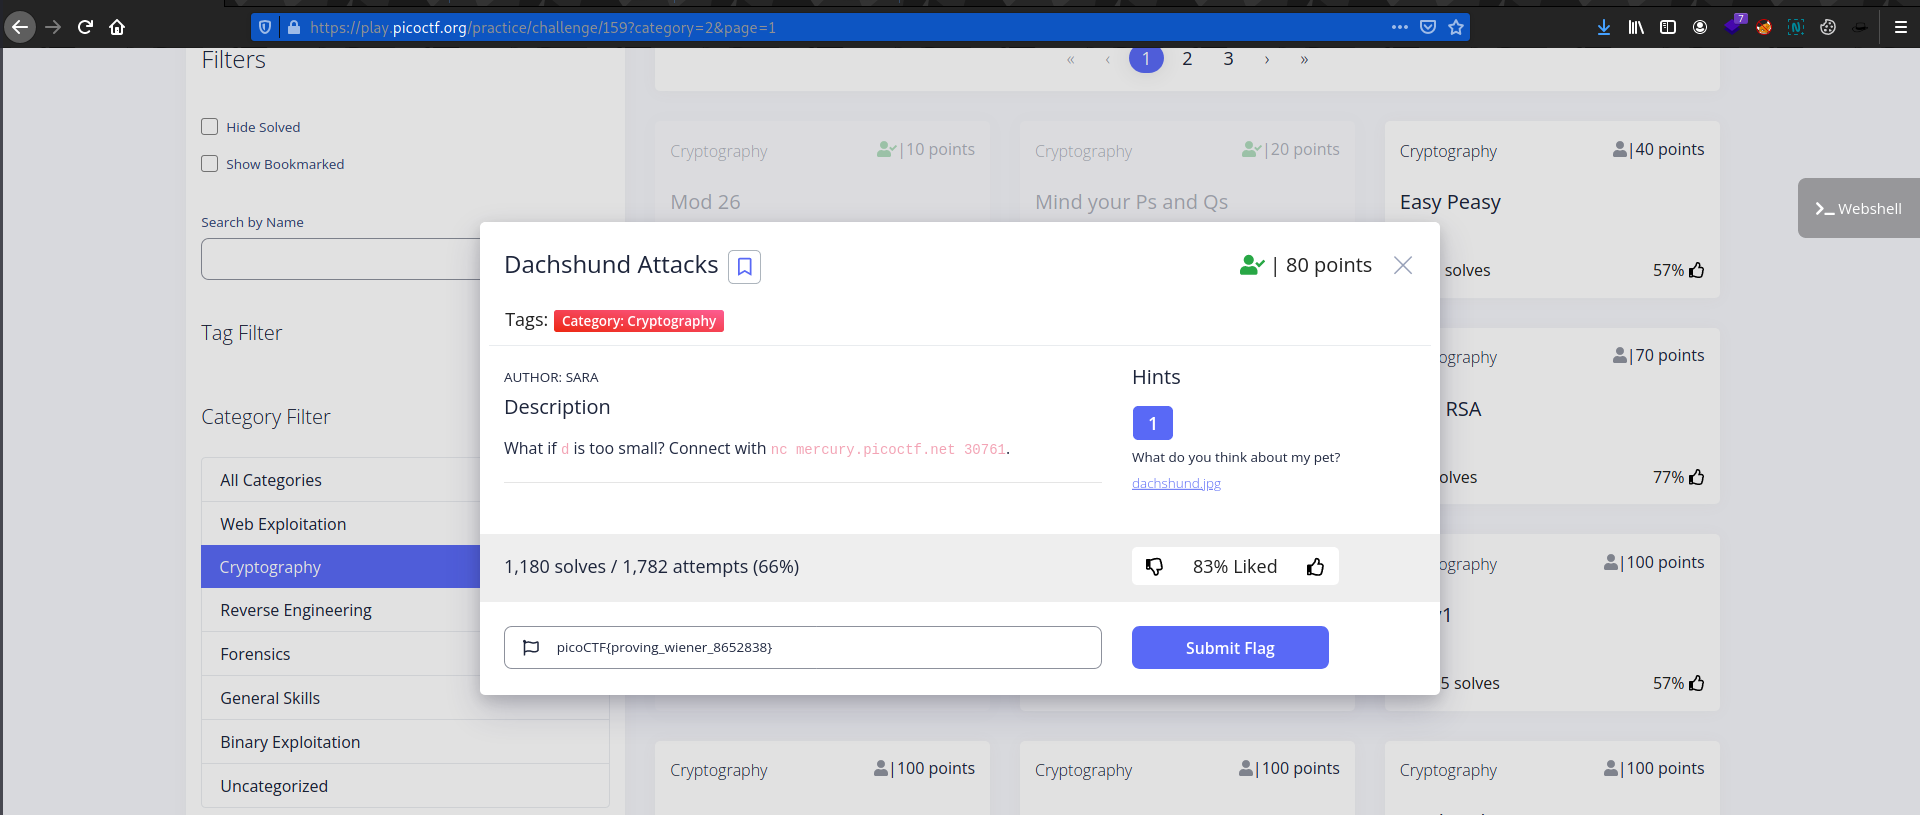 https://play.picoctf.org/practice/challenge/159?category=2&page=1
7
Filters
Hide Solved
Show Bookmarked
Search by Name
Tag Filter
Category Filter
All Categories
Web Exploitation
Cryptography
Reverse Engineering
Forensics
General Skills
Binary Exploitation
Uncategorized
« ‹ 1 2 3 › »
Cryptography | 10 points
Mod 26
Cryptography | 20 points
Mind your Ps and Qs
Cryptography | 40 points
Easy Peasy
solves 57%
>_ Webshell
Dachshund Attacks | 80 points
Tags: Category: Cryptography
AUTHOR: SARA
Description
What if d is too small? Connect with nc mercury.picoctf.net 30761.
Hints
1
What do you think about my pet?
dachshund.jpg
1,180 solves / 1,782 attempts (66%)
83% Liked
picoCTF{proving_wiener_8652838}
Submit Flag
ography | 70 points
RSA
olves 77%
ography | 100 points
1
5 solves 57%
Cryptography | 100 points
Cryptography | 100 points
Cryptography | 100 points